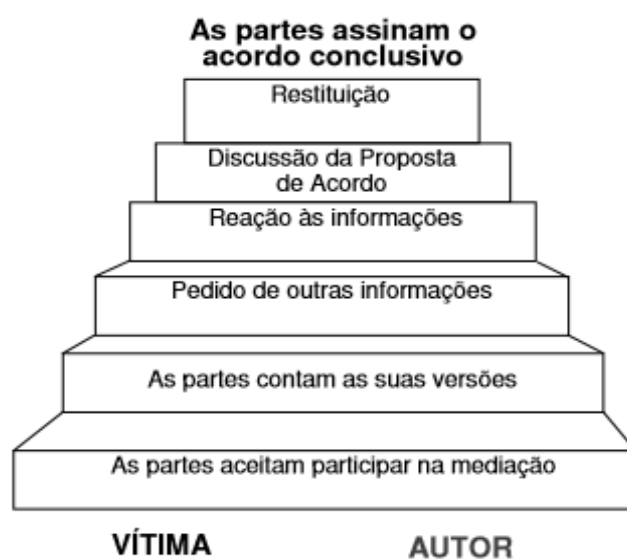 As partes assinam o
acordo conclusivo
Restituição
Discussão da Proposta
de Acordo
Reação às informações
Pedido de outras informações
As partes contam as suas versões
As partes aceitam participar na mediação
VÍTIMA AUTOR